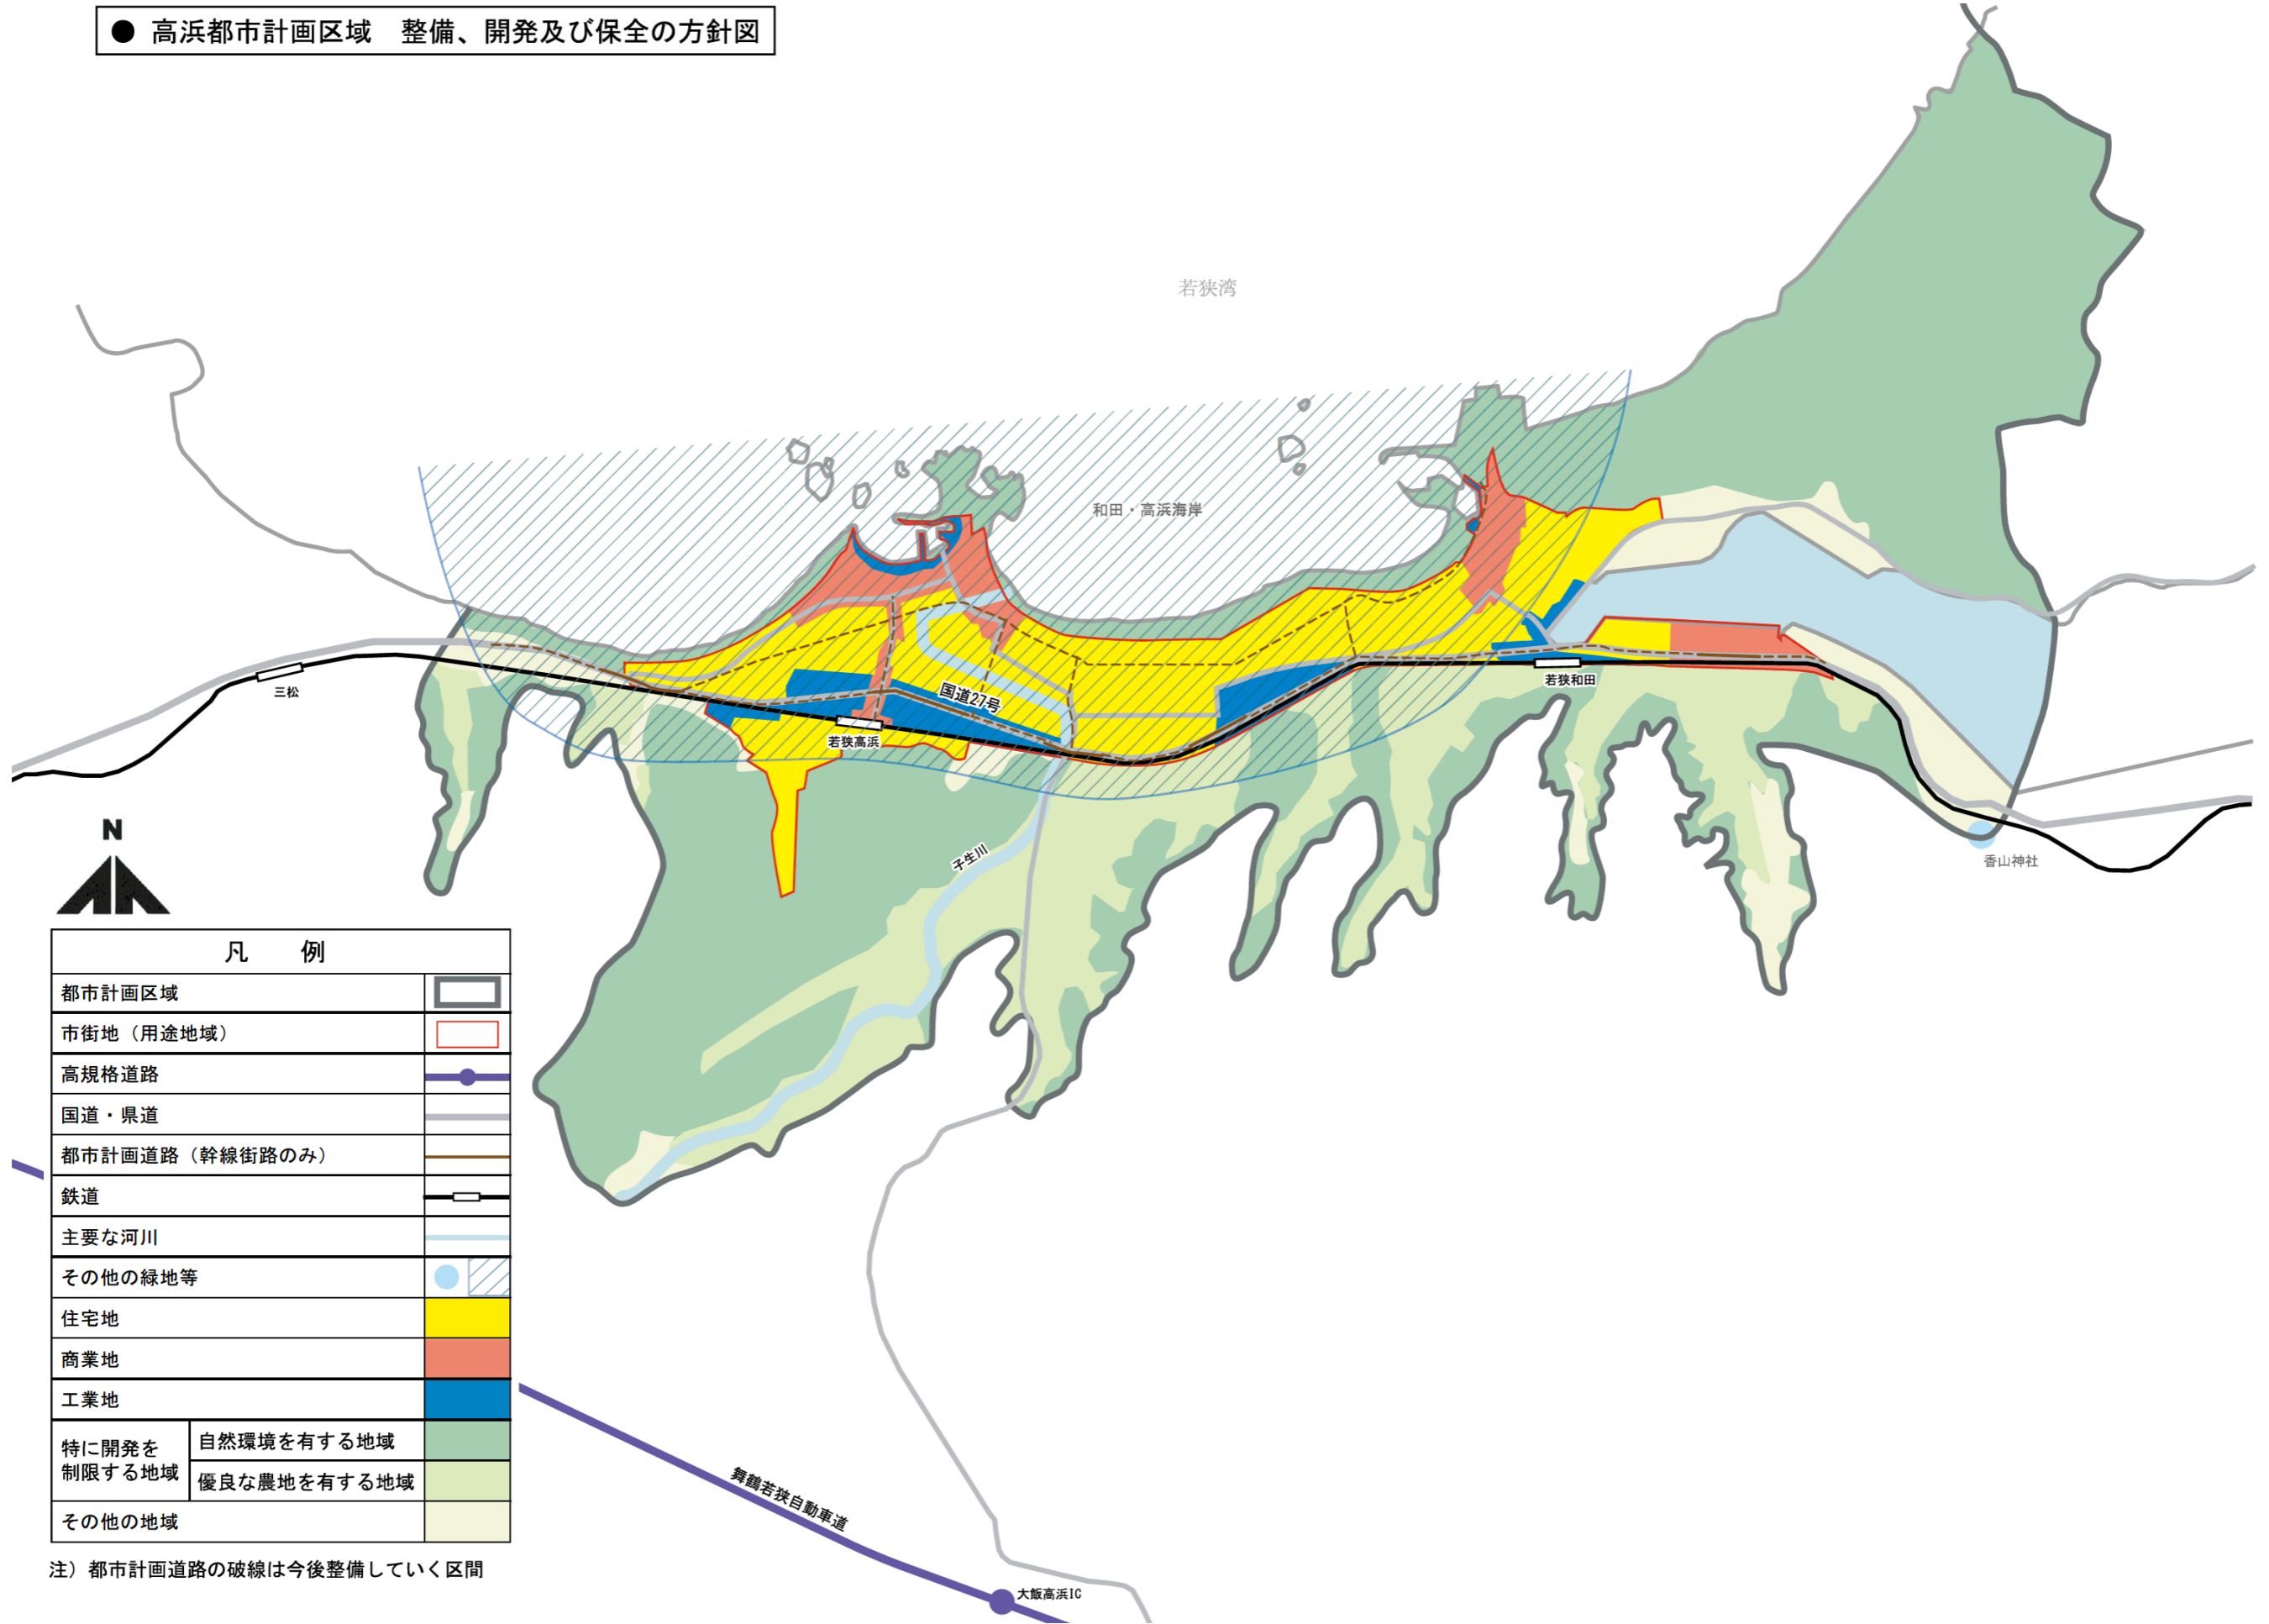 ● 高浜都市計画区域　整備、開発及び保全の方針図
若狭湾
和田・高浜海岸
三松
国道27号
若狭和田
若狭高浜
子生川
香山神社
N
凡　例
都市計画区域
市街地（用途地域）
高規格道路
国道・県道
都市計画道路（幹線街路のみ）
鉄道
主要な河川
その他の緑地等
住宅地
商業地
工業地
特に開発を
制限する地域
自然環境を有する地域
優良な農地を有する地域
その他の地域
注）都市計画道路の破線は今後整備していく区間
舞鶴若狭自動車道
大飯高浜IC